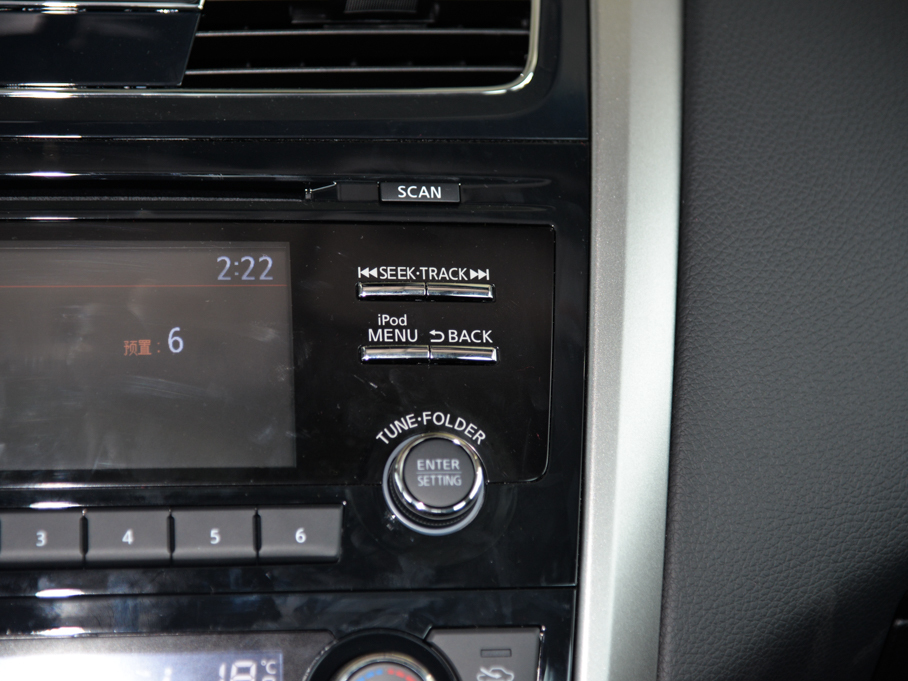 SCAN
2:22
SEEK·TRACK
iPod
MENU
BACK
预置: 6
TUNE·FOLDER
ENTER
SETTING
3 4 5 6
18°C